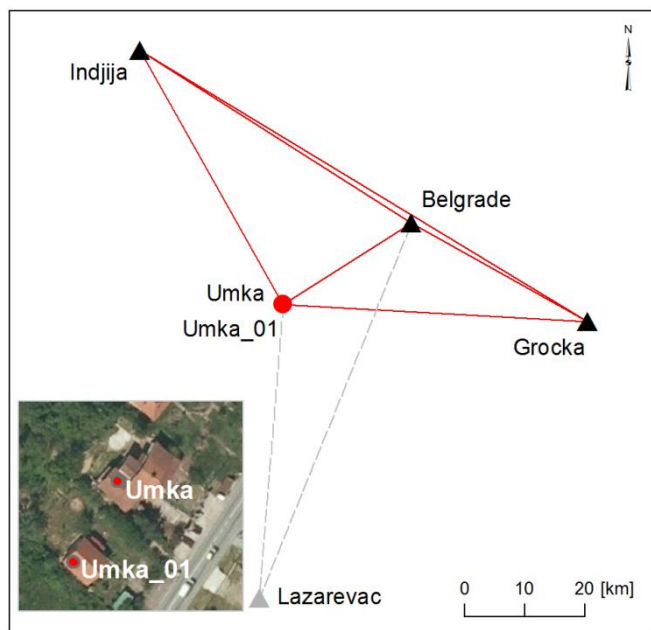 N
Indjija
Belgrade
Umka
Umka_01
Grocka
Umka
Umka_01
Lazarevac
0 10 20 [km]